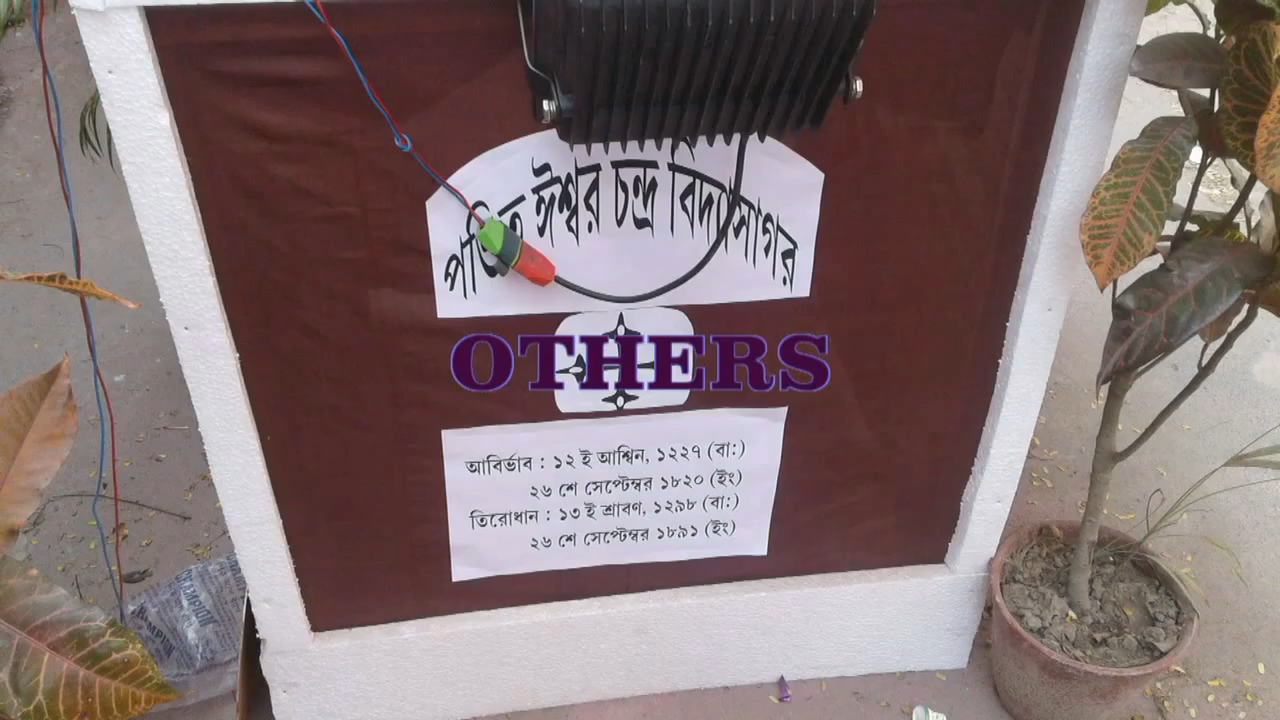 পণ্ডিত ঈশ্বর চন্দ্র বিদ্যাসাগর
OTHERS
আবির্ভাব : ১২ ই আশ্বিন, ১২২৭ (বা:)
২৬ শে সেপ্টেম্বর ১৮২০ (ইং)
তিরোধান : ১৩ ই শ্রাবণ, ১২৯৮ (বা:)
২৬ শে সেপ্টেম্বর ১৮৯১ (ইং)